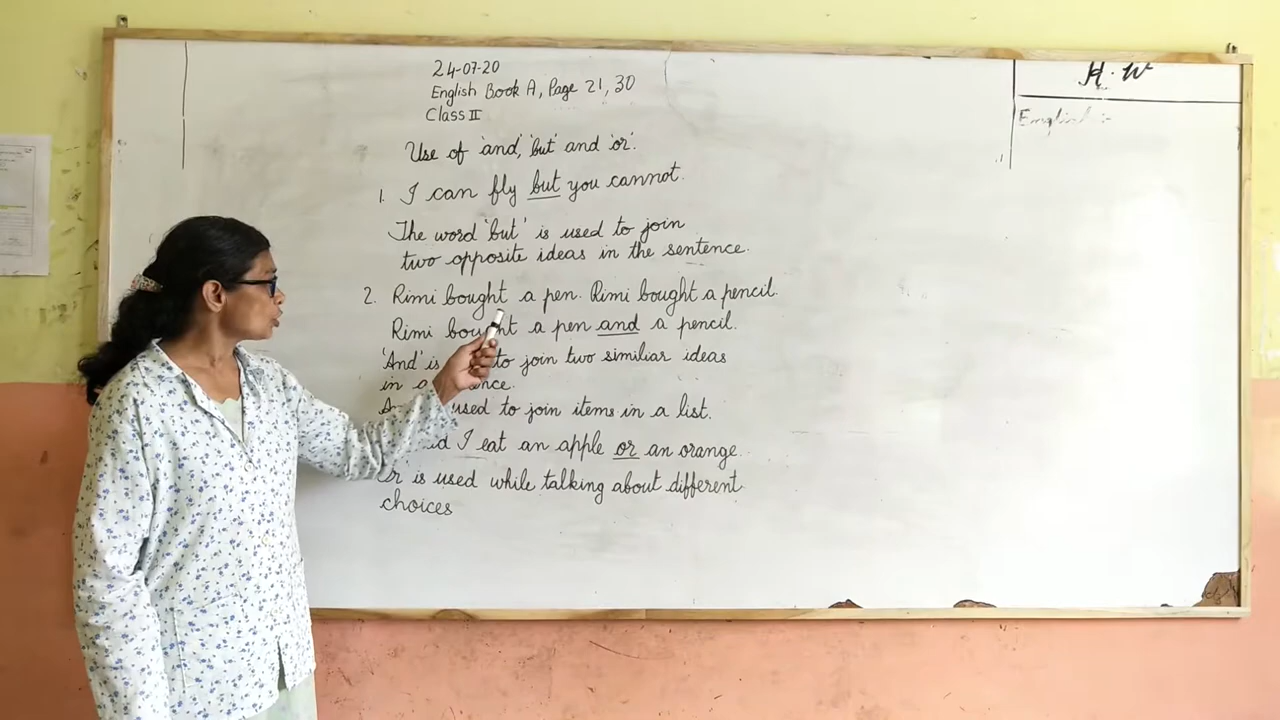 24-07-20
English Book A, Page 21, 30
Class II
Use of 'and', 'but' and 'or'.
1. I can fly but you cannot.
The word 'but' is used to join
two opposite ideas in the sentence.
2. Rimi bought a pen. Rimi bought a pencil.
Rimi bought a pen and a pencil.
'And' is to join two similiar ideas
in a
used to join items in a list.
I eat an apple or an orange.
Or is used while talking about different
choices
H.W
English :-